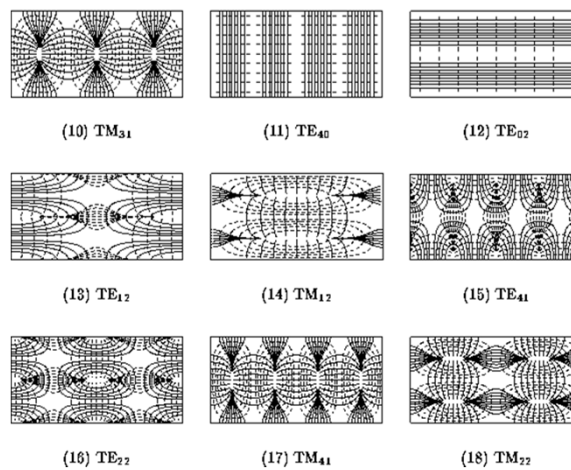 (10) TM₃₁
(11) TE₄₀
(12) TE₀₂
(13) TE₁₂
(14) TM₁₂
(15) TE₄₁
(16) TE₂₂
(17) TM₄₁
(18) TM₂₂